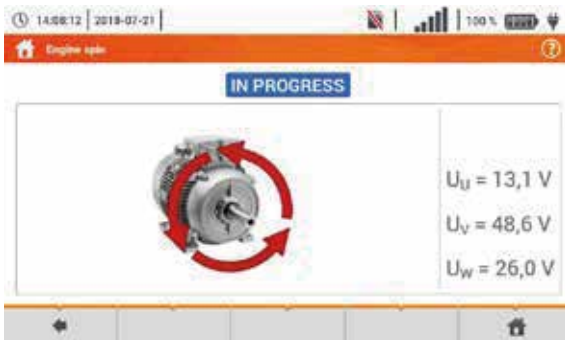 14:08:12 2018-07-21 100 %
Engine spin
IN PROGRESS
UU = 13,1 V
UV = 48,6 V
UW = 26,0 V